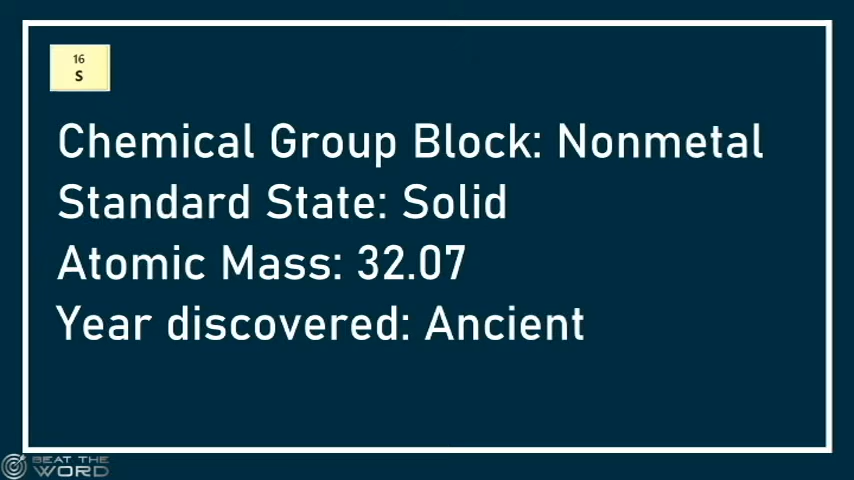 16
S
Chemical Group Block: Nonmetal
Standard State: Solid
Atomic Mass: 32.07
Year discovered: Ancient
BEAT THE
WORD